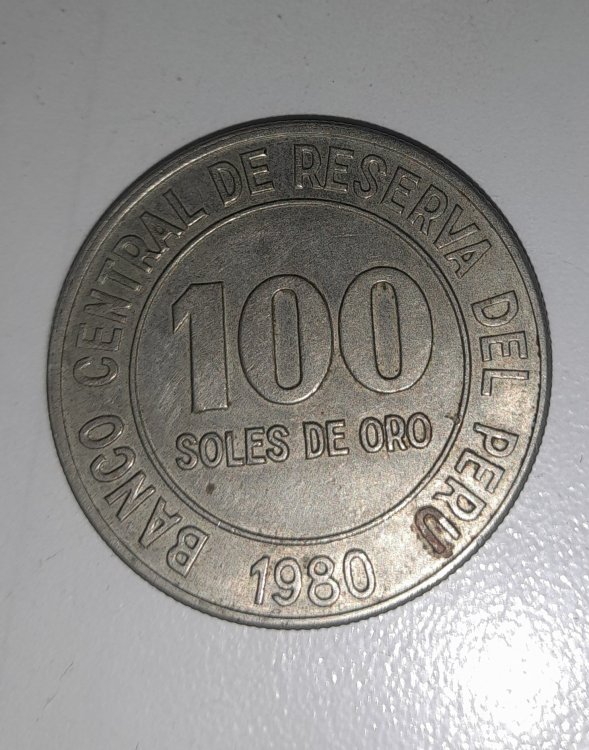 BANCO CENTRAL DE RESERVA DEL PERU
100
SOLES DE ORO
1980